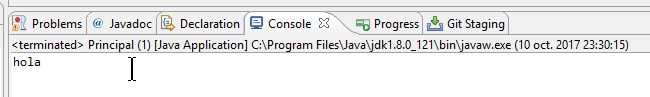 Problems @ Javadoc Declaration Console Progress Git Staging
<terminated> Principal (1) [Java Application] C:\Program Files\Java\jdk1.8.0_121\bin\javaw.exe (10 oct. 2017 23:30:15)
hola